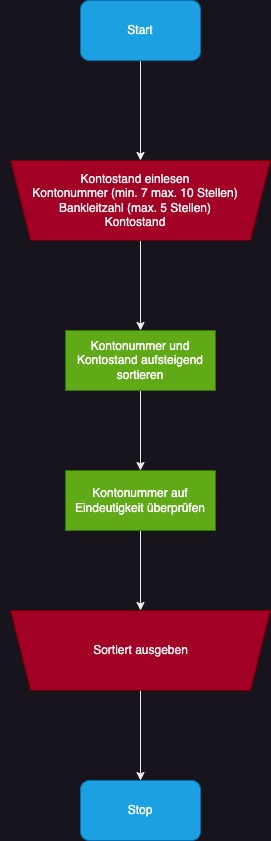 Start
Kontostand einlesen
Kontonummer (min. 7 max. 10 Stellen)
Bankleitzahl (max. 5 Stellen)
Kontostand
Kontonummer und
Kontostand aufsteigend
sortieren
Kontonummer auf
Eindeutigkeit überprüfen
Sortiert ausgeben
Stop